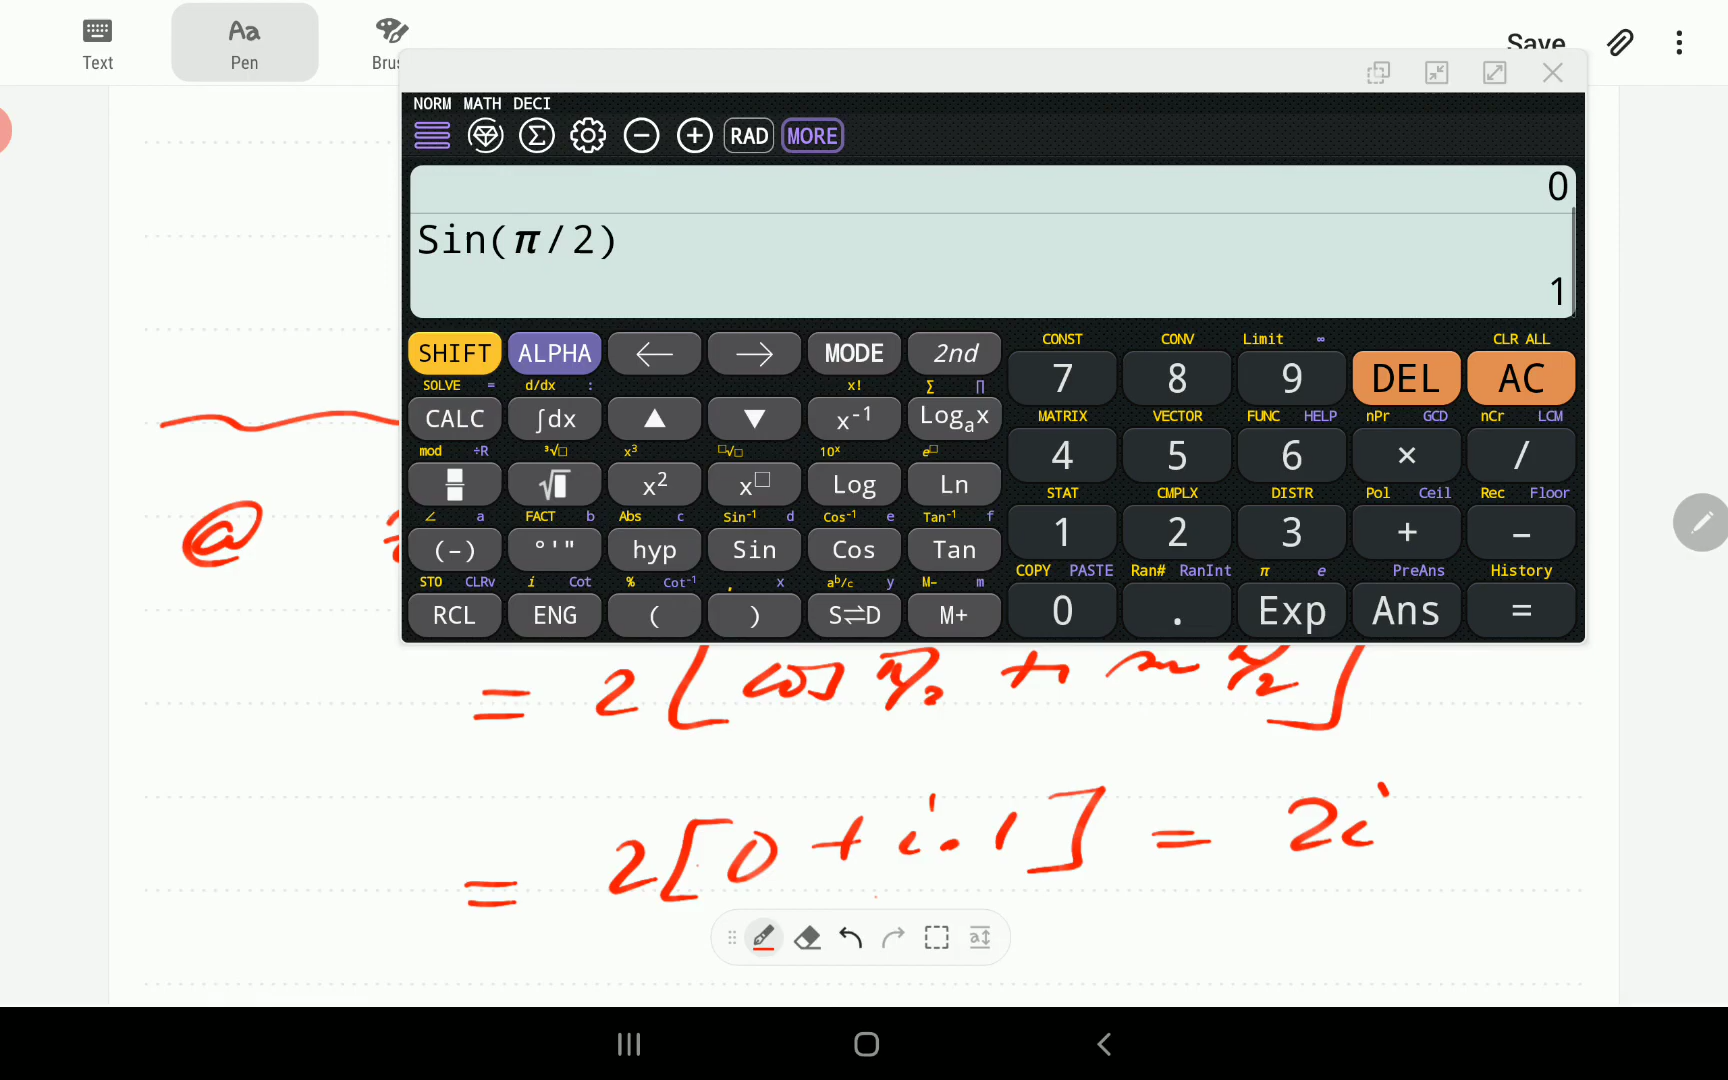 Text
Aa
Pen
Save
NORM MATH DECI
Σ RAD MORE
0
Sin(π/2)
1
SHIFT ALPHA ← → MODE 2nd
CONST CONV Limit ∞ CLR ALL
7 8 9 DEL AC
SOLVE = d/dx : x! Σ ∏
CALC ∫dx ▲ ▼ x⁻¹ Logₐx
MATRIX VECTOR FUNC HELP nPr GCD nCr LCM
4 5 6 × /
mod ÷R ³√□ x³ □√□ 10ˣ e□
√ x² x□ Log Ln
STAT CMPLX DISTR Pol Ceil Rec Floor
1 2 3 + −
∠ a FACT b Abs c Sin⁻¹ d Cos⁻¹ e Tan⁻¹ f
(−) °'" hyp Sin Cos Tan
COPY PASTE Ran# RanInt π e PreAns History
0 . Exp Ans =
STO CLRv i Cot % Cot⁻¹ , x aᵇ/c y M− m
RCL ENG ( ) S⇌D M+
@
= 2[cos π/2 + sin π/2]
= 2[0 + i.1] = 2i